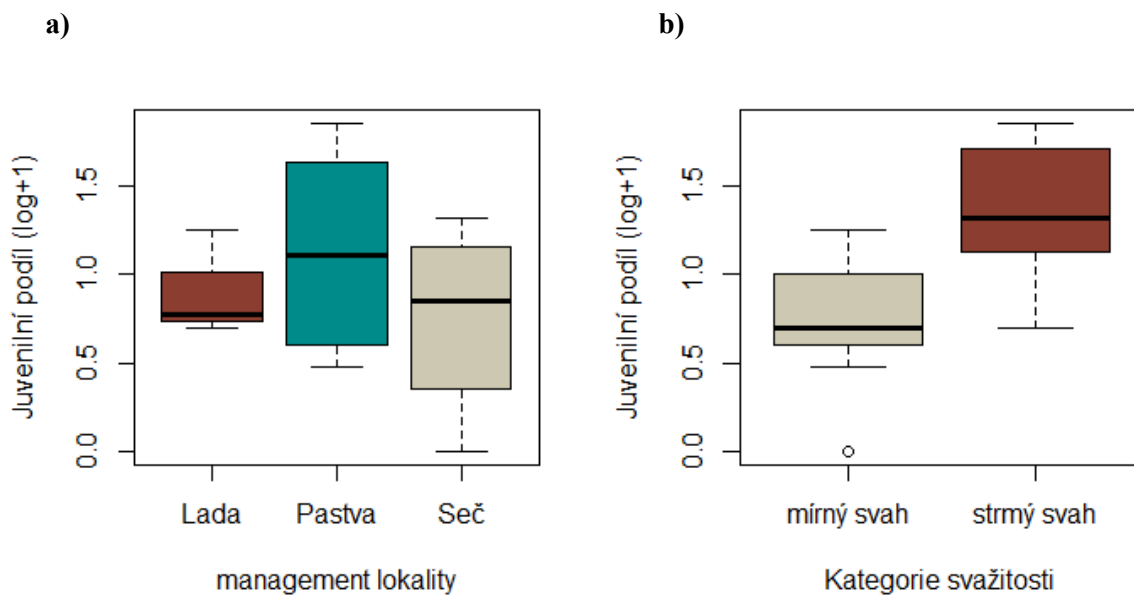 a)
Juvenilní podíl (log+1)
0.0 0.5 1.0 1.5
Lada Pastva Seč
management lokality
b)
Juvenilní podíl (log+1)
0.0 0.5 1.0 1.5
mírný svah strmý svah
Kategorie svažitosti